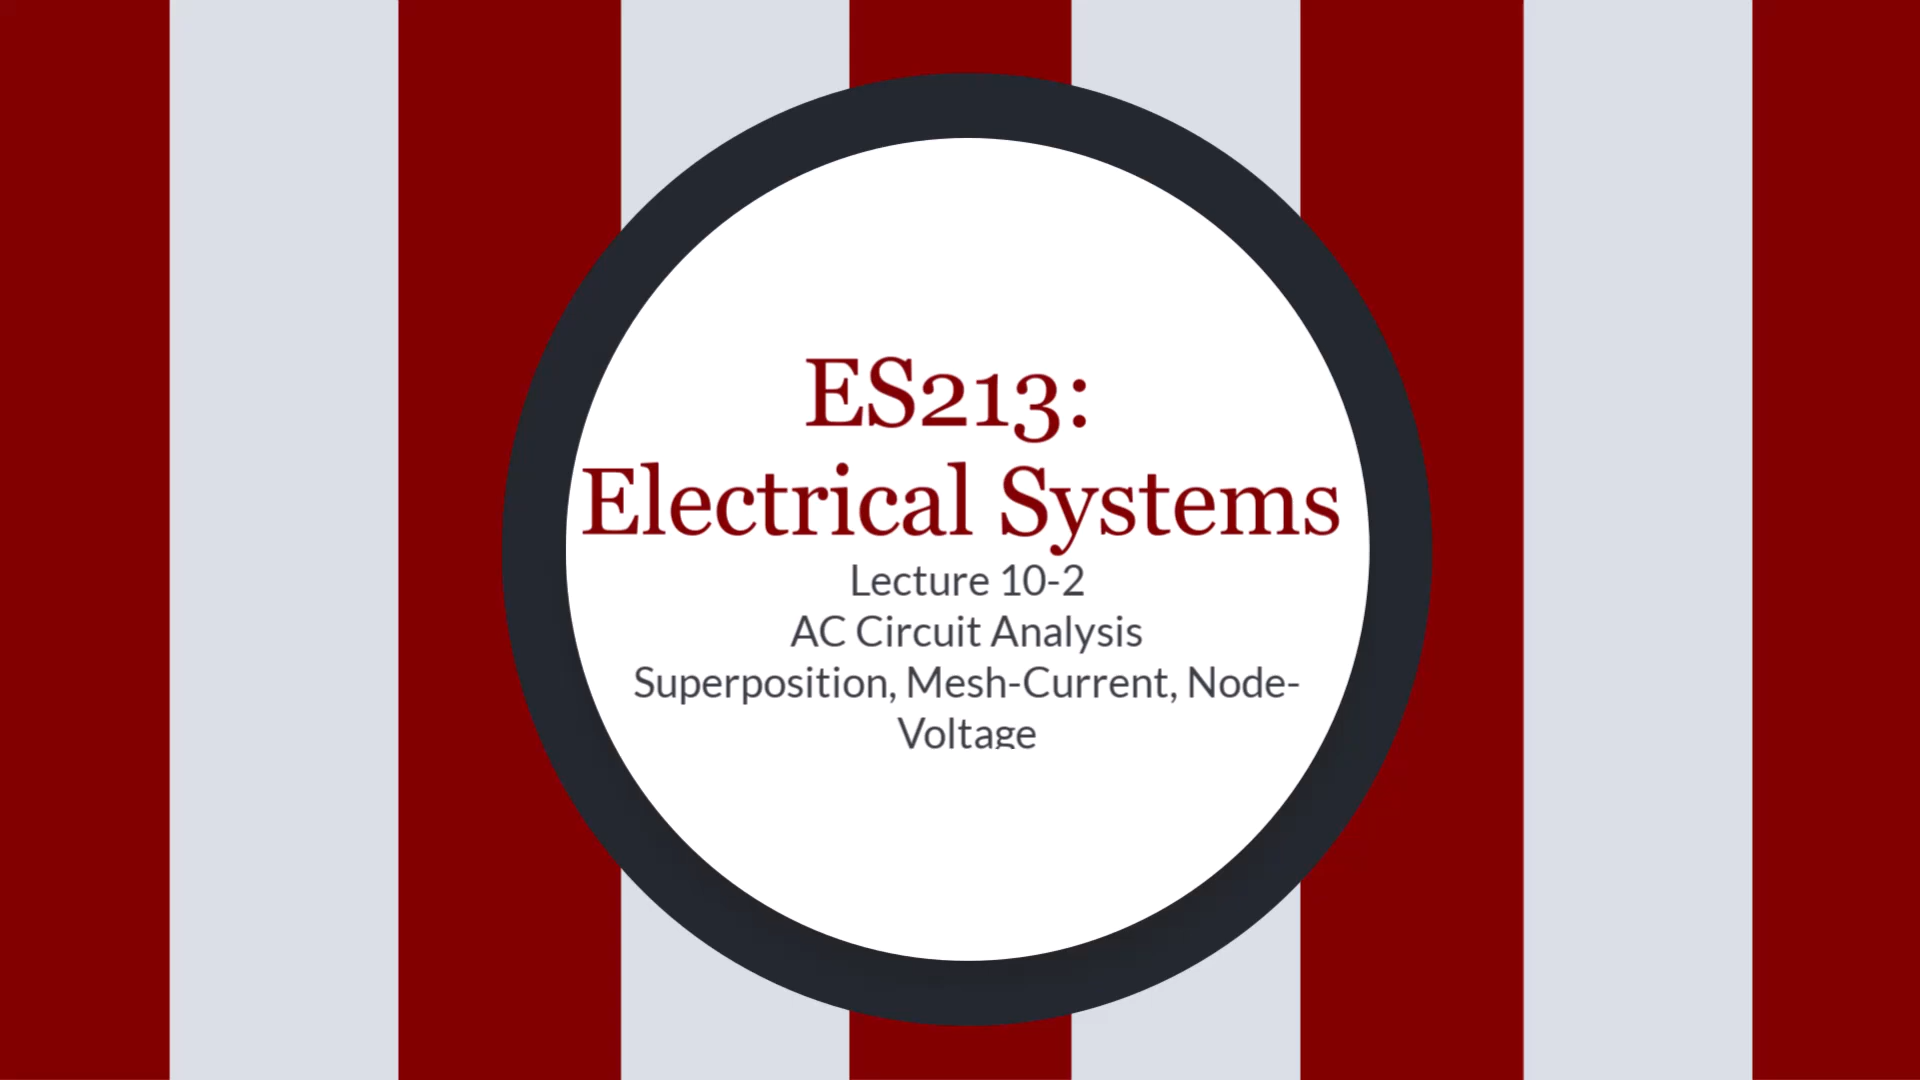 ES213:
Electrical Systems
Lecture 10-2
AC Circuit Analysis
Superposition, Mesh-Current, Node-
Voltage